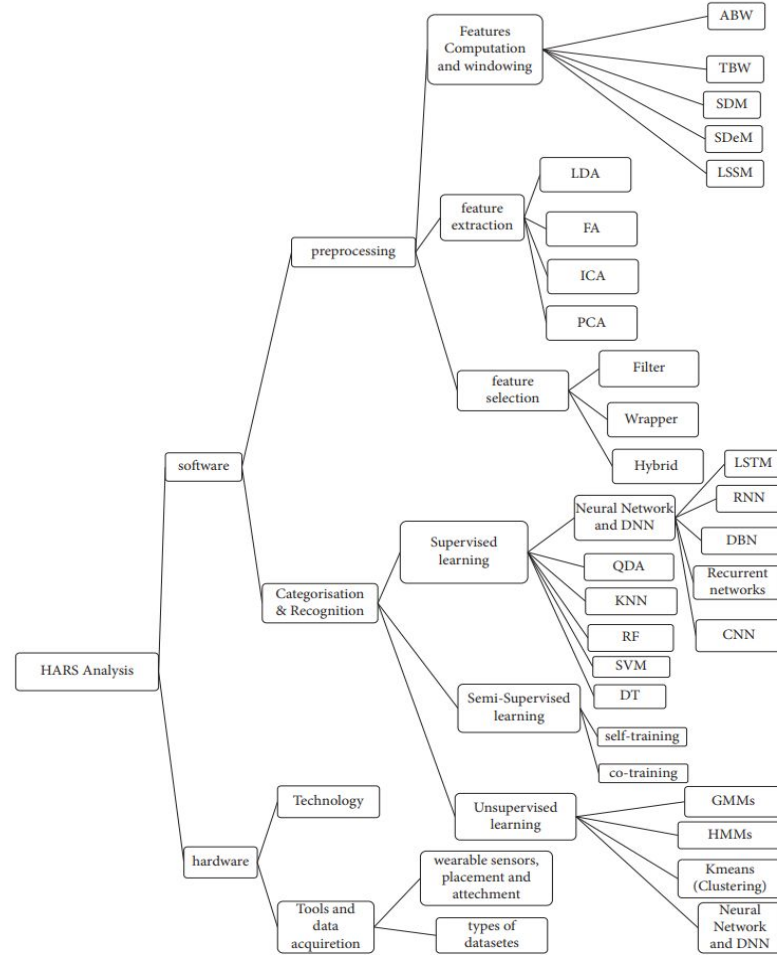 ABW
Features
Computation
and windowing
TBW
SDM
SDeM
LSSM
LDA
feature
extraction
FA
preprocessing
ICA
PCA
Filter
feature
selection
Wrapper
software
Hybrid
LSTM
Neural Network
and DNN
RNN
Supervised
learning
DBN
QDA
Recurrent
networks
Categorisation
& Recognition
KNN
RF
CNN
HARS Analysis
SVM
DT
Semi-Supervised
learning
self-training
co-training
Technology
Unsupervised
learning
GMMs
HMMs
hardware
wearable sensors,
placement and
attechment
Kmeans
(Clustering)
Tools and
data
acquiretion
types of
datasetes
Neural
Network
and DNN